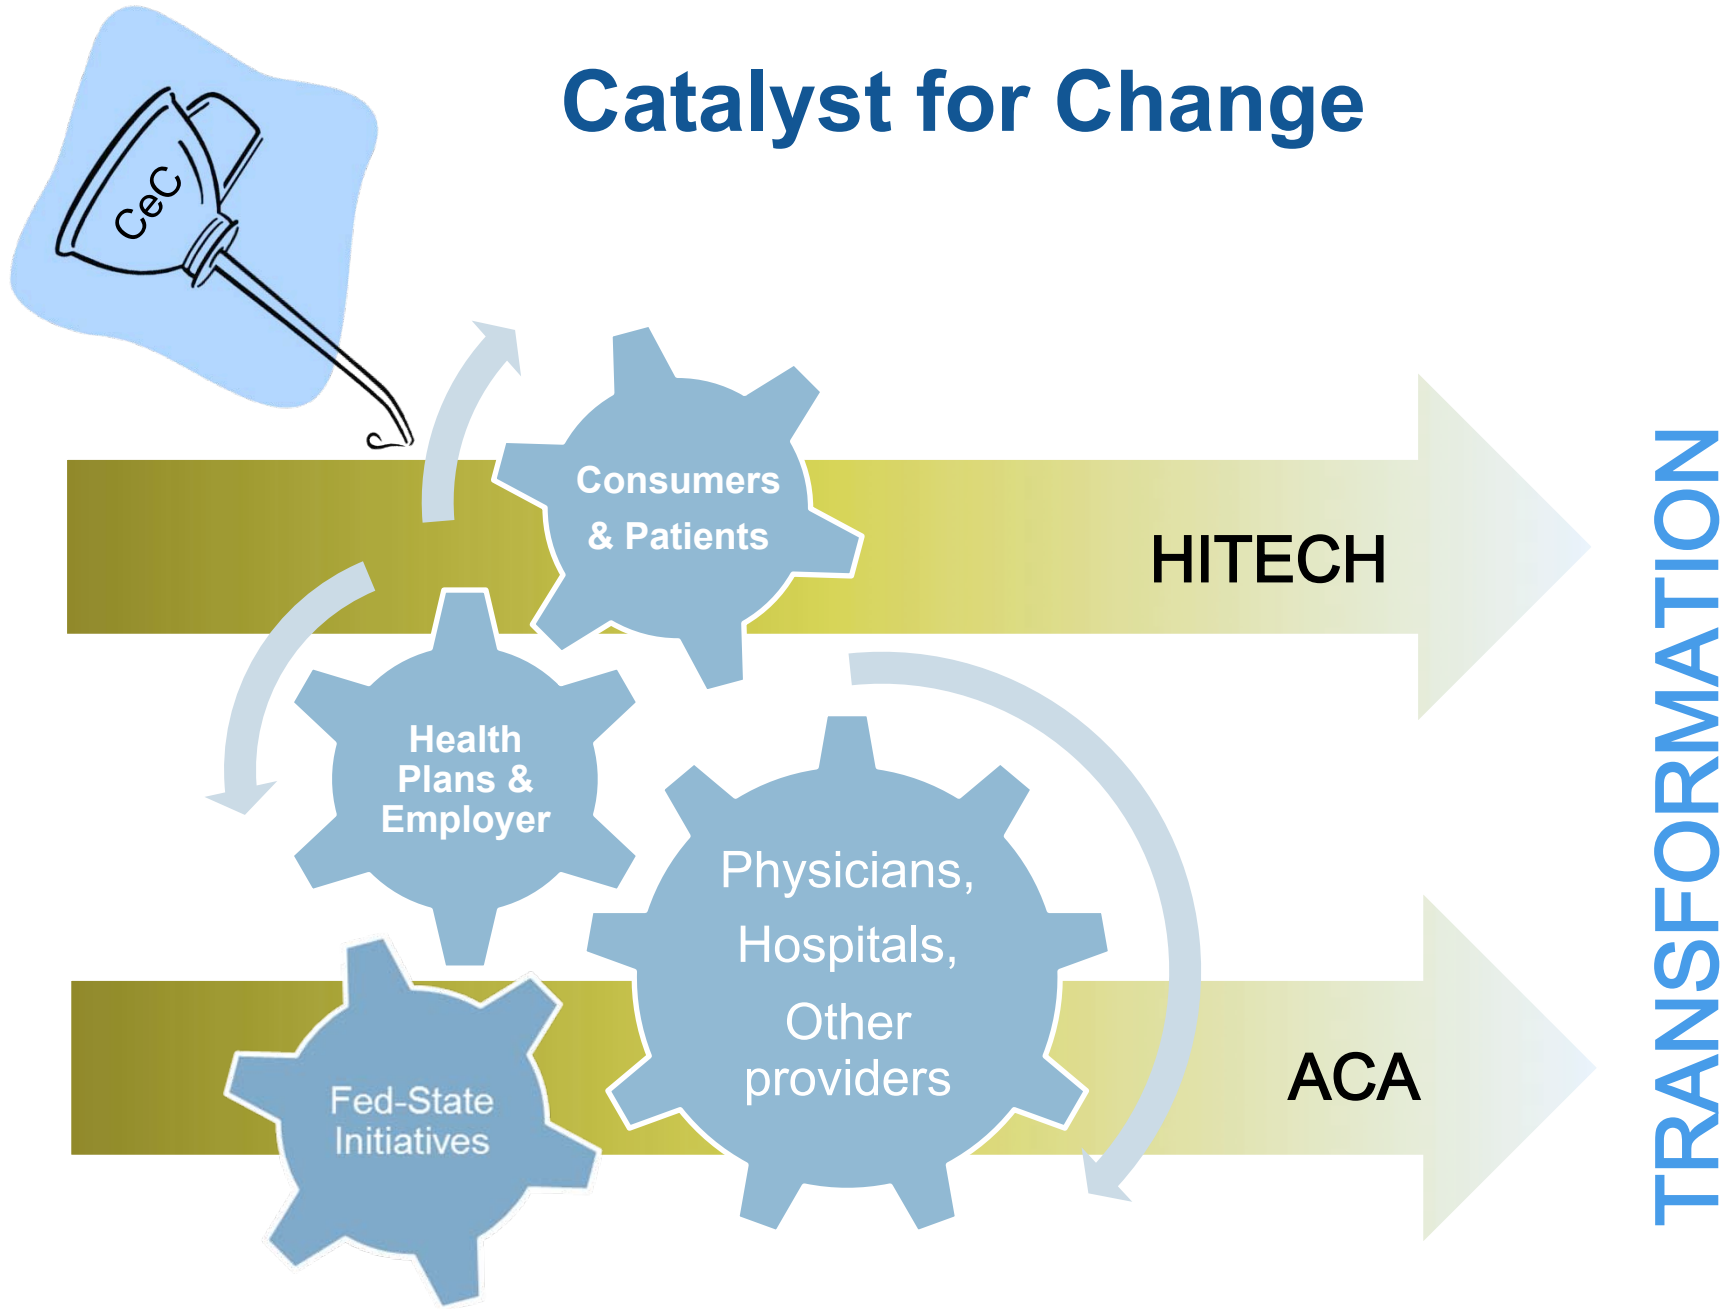 Catalyst for Change
CeC
Consumers
& Patients
HITECH
Health
Plans &
Employer
Physicians,
Hospitals,
Other
providers
Fed-State
Initiatives
ACA
TRANSFORMATION